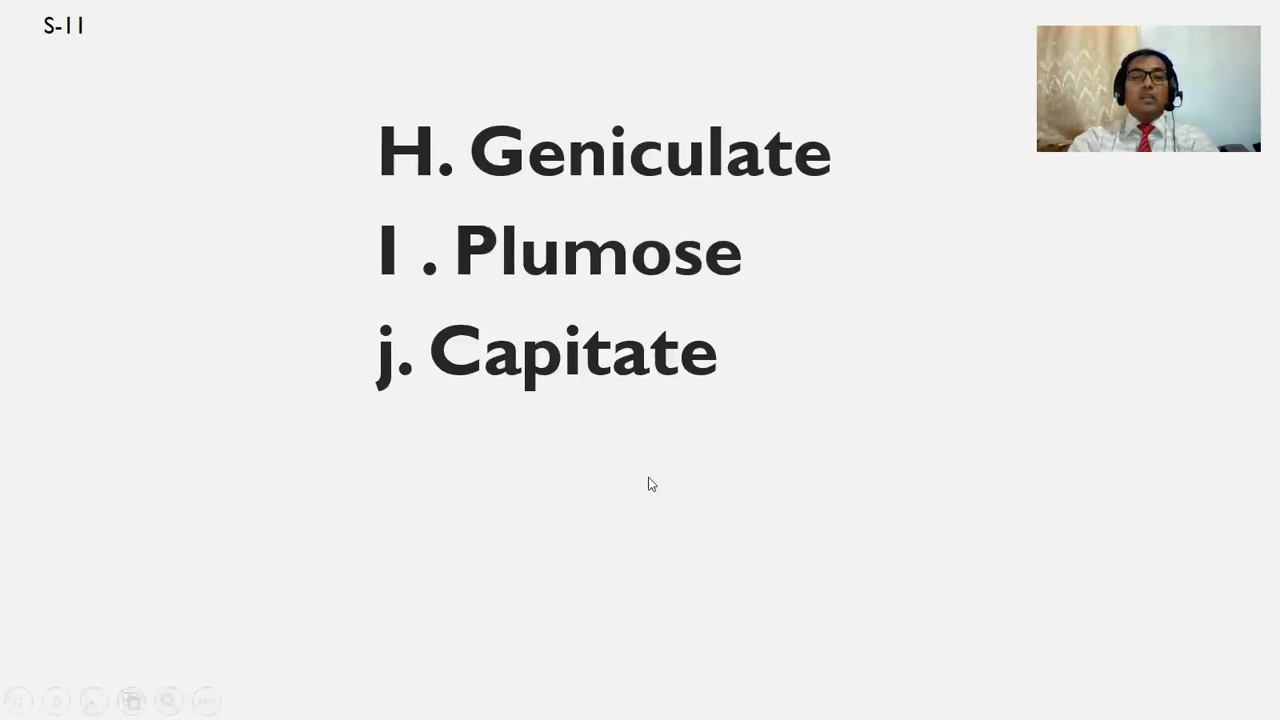 S-11
H. Geniculate
I . Plumose
j. Capitate